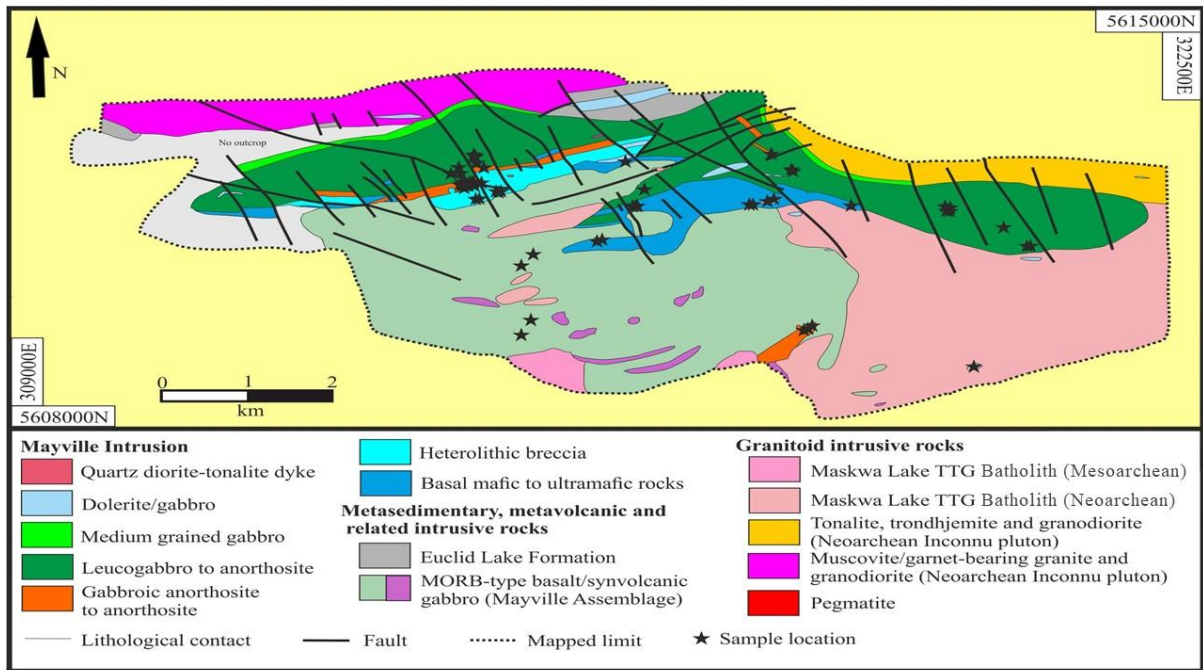 5615000N
322500E
N
No outcrop
0 1 2
km
309000E
5608000N
Mayville Intrusion
Quartz diorite-tonalite dyke
Dolerite/gabbro
Medium grained gabbro
Leucogabbro to anorthosite
Gabbroic anorthosite
to anorthosite
Heterolithic breccia
Basal mafic to ultramafic rocks
Metasedimentary, metavolcanic and
related intrusive rocks
Euclid Lake Formation
MORB-type basalt/synvolcanic
gabbro (Mayville Assemblage)
Granitoid intrusive rocks
Maskwa Lake TTG Batholith (Mesoarchean)
Maskwa Lake TTG Batholith (Neoarchean)
Tonalite, trondhjemite and granodiorite
(Neoarchean Inconnu pluton)
Muscovite/garnet-bearing granite and
granodiorite (Neoarchean Inconnu pluton)
Pegmatite
Lithological contact Fault Mapped limit Sample location